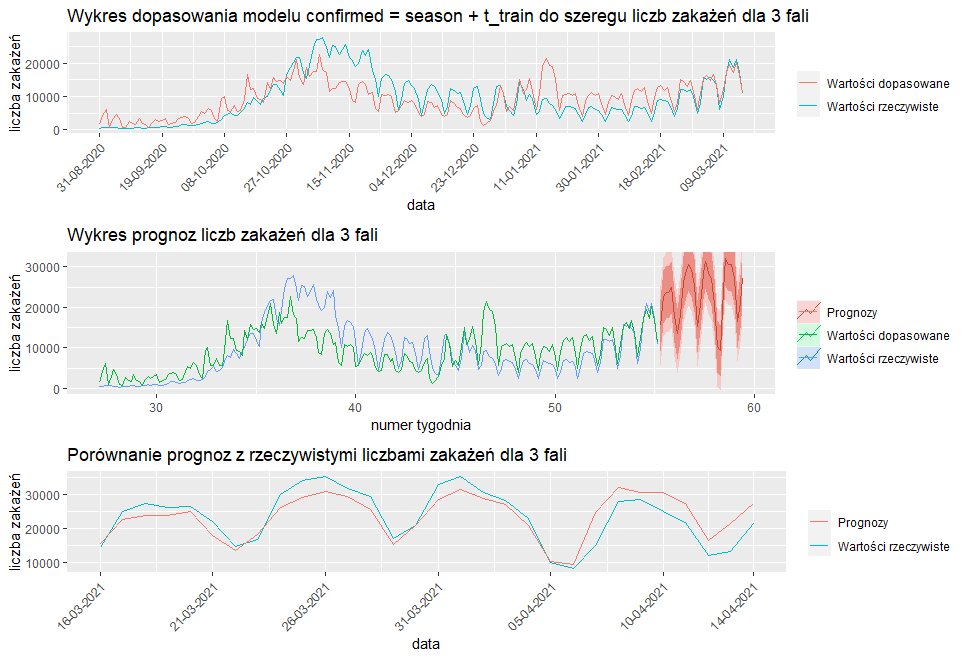 Wykres dopasowania modelu confirmed = season + t_train do szeregu liczb zakażeń dla 3 fali
liczba zakażeń
20000
10000
0
31-08-2020
19-09-2020
08-10-2020
27-10-2020
15-11-2020
04-12-2020
23-12-2020
11-01-2021
30-01-2021
18-02-2021
09-03-2021
data
Wartości dopasowane
Wartości rzeczywiste
Wykres prognoz liczb zakażeń dla 3 fali
liczba zakażeń
30000
20000
10000
0
30
40
50
60
numer tygodnia
Prognozy
Wartości dopasowane
Wartości rzeczywiste
Porównanie prognoz z rzeczywistymi liczbami zakażeń dla 3 fali
liczba zakażeń
30000
20000
10000
16-03-2021
21-03-2021
26-03-2021
31-03-2021
05-04-2021
10-04-2021
14-04-2021
data
Prognozy
Wartości rzeczywiste